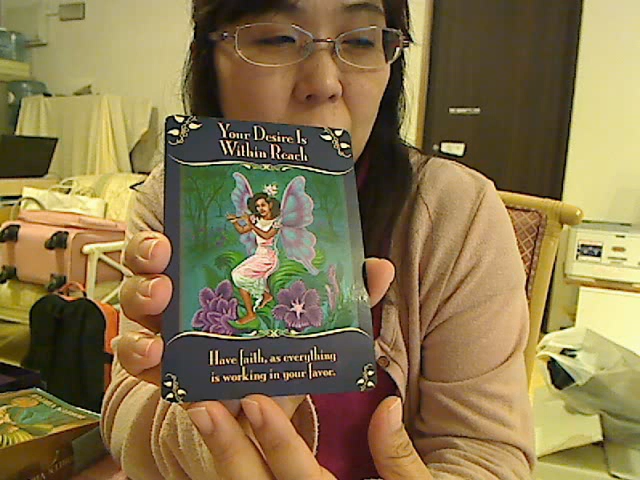 Your Desire Is
Within Reach
Have faith, as everything
is working in your favor.